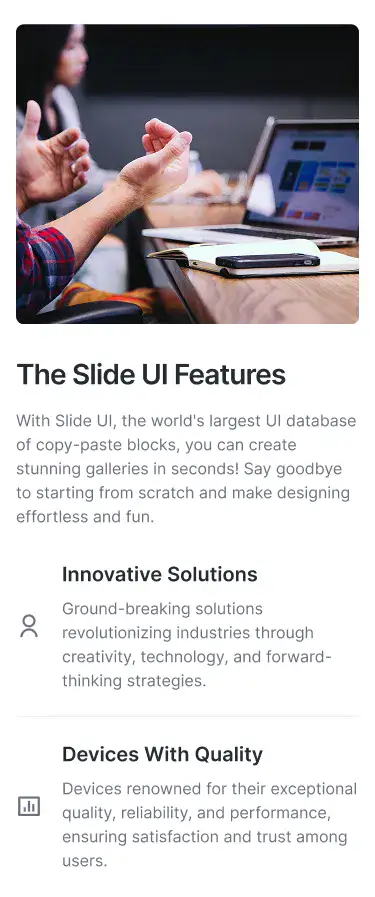 The Slide UI Features
With Slide UI, the world's largest UI database
of copy-paste blocks, you can create
stunning galleries in seconds! Say goodbye
to starting from scratch and make designing
effortless and fun.
Innovative Solutions
Ground-breaking solutions
revolutionizing industries through
creativity, technology, and forward-
thinking strategies.
Devices With Quality
Devices renowned for their exceptional
quality, reliability, and performance,
ensuring satisfaction and trust among
users.